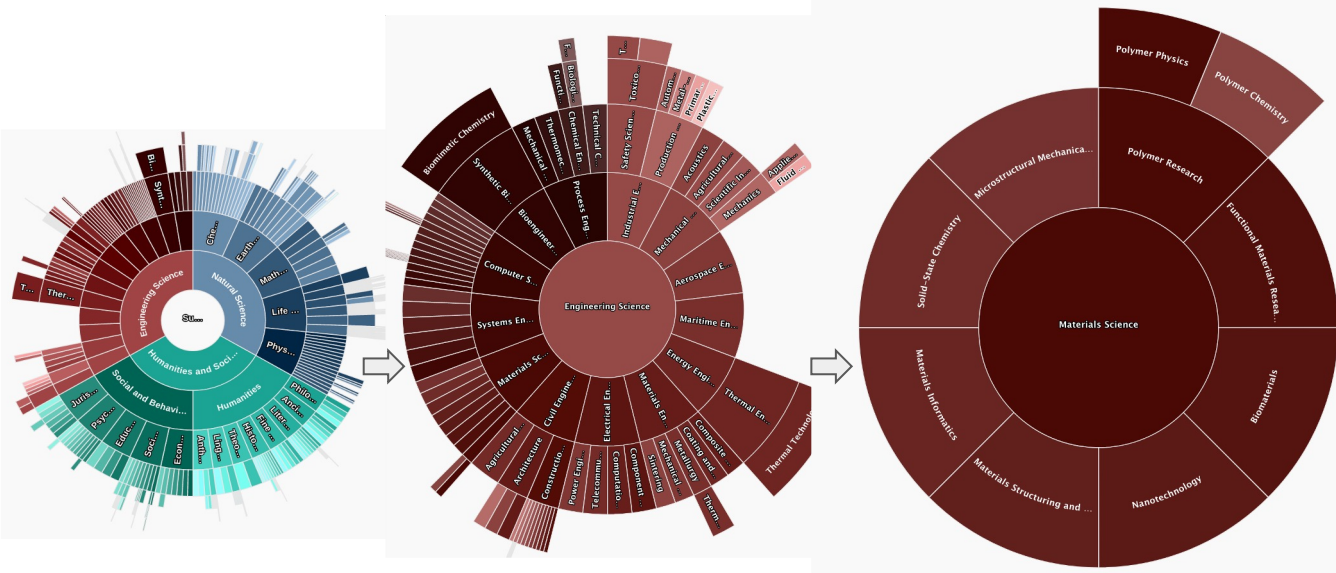 Su...
Natural Science
Engineering Science
Humanities and Soci...
Humanities
Social and Behavi...
Che...
Earth...
Math...
Life ...
Phys...
Philo...
Anci...
Liter...
Fine ...
Histo...
Theo...
Ling...
Anth...
Econ...
Soci...
Educ...
Psyc...
Juris...
Ther...
T...
Synt...
Bi...
Engineering Science
Industrial E...
Mechanical ...
Aerospace E...
Maritime En...
Energy Engi...
Materials En...
Electrical En...
Civil Engine...
Materials Sc...
Systems En...
Computer S...
Bioengineer...
Process Eng...
Safety Scien...
Production ...
Acoustics
Agricultural...
Scientific In...
Mechanics
Thermal En...
Thermal Technolo
Composite ...
Coating and ...
Metallurgy
Mechanical ...
Sintering
Component ...
Computatio...
Telecommu...
Power Engi...
Constructio...
Architecture
Agricultural...
Synthetic Bi...
Biomimetic Chemistry
Mechanical ...
Thermomec...
Chemical En...
Technical C...
Functi...
Biologi...
F...
Toxico...
T...
Autom...
Metal-...
Primar...
Plastic...
Applie...
Fluid ...
Therm...
Materials Science
Polymer Research
Polymer Physics
Polymer Chemistry
Functional Materials Resea...
Biomaterials
Nanotechnology
Materials Structuring and ...
Materials Informatics
Solid-State Chemistry
Microstructural Mechanica...